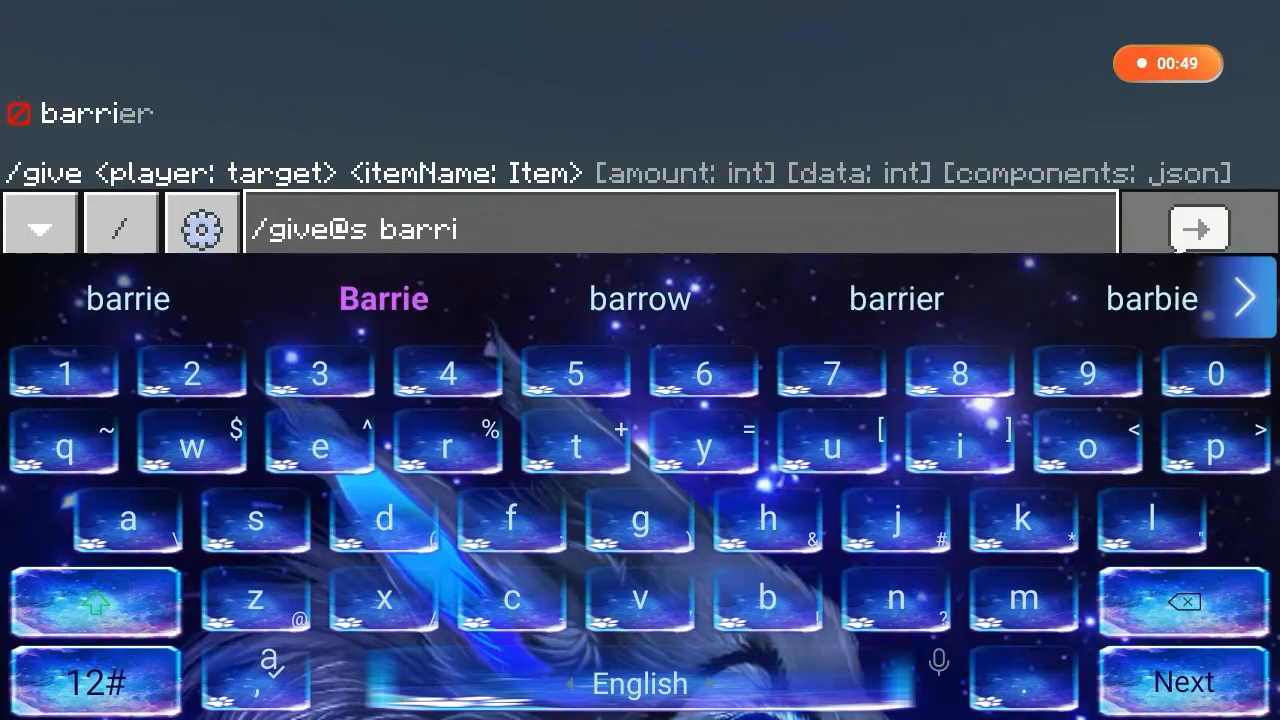 00:49
barrier
/give <player: target> <itemName: Item> [amount: int] [data: int] [components: json]
/ /give@s barri
barrie Barrie barrow barrier barbie
1 2 3 4 5 6 7 8 9 0
q ~ w $ e ^ r % t + y = u [ i ] o < p >
a \ s d ( f : g ) h & j # k * l "
z @ x / c v ' b ! n ? m
12# , a English . Next